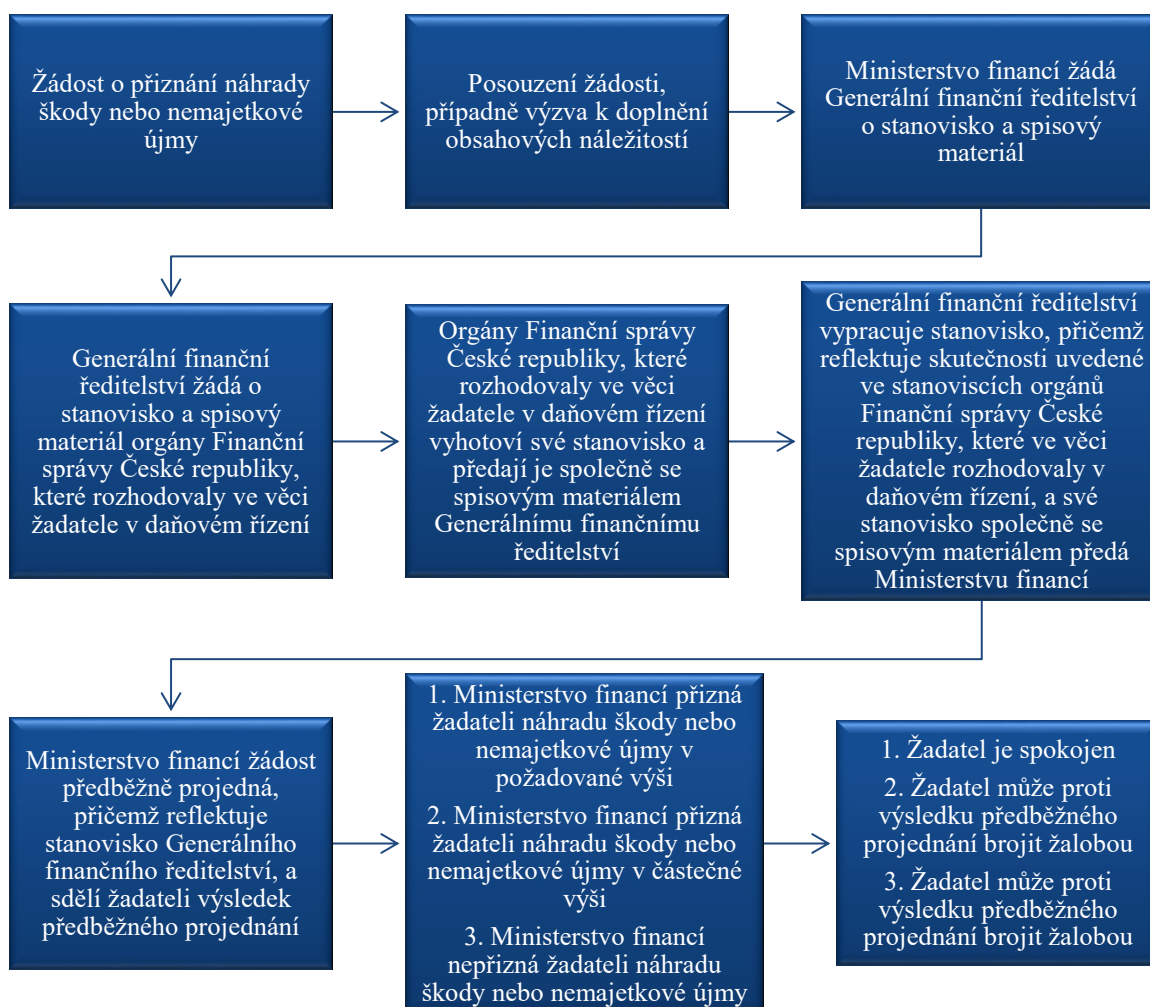 Žádost o přiznání náhrady
škody nebo nemajetkové
újmy
Posouzení žádosti,
případně výzva k doplnění
obsahových náležitostí
Ministerstvo financí žádá
Generální finanční ředitelství
o stanovisko a spisový
materiál
Generální finanční
ředitelství žádá o
stanovisko a spisový
materiál orgány Finanční
správy České republiky,
které rozhodovaly ve věci
žadatele v daňovém řízení
Orgány Finanční správy
České republiky, které
rozhodovaly ve věci
žadatele v daňovém řízení
vyhotoví své stanovisko a
předají je společně se
spisovým materiálem
Generálnímu finančnímu
ředitelství
Generální finanční ředitelství
vypracuje stanovisko, přičemž
reflektuje skutečnosti uvedené
ve stanoviscích orgánů
Finanční správy České
republiky, které ve věci
žadatele rozhodovaly v
daňovém řízení, a své
stanovisko společně se
spisovým materiálem předá
Ministerstvu financí
Ministerstvo financí žádost
předběžně projedná,
přičemž reflektuje
stanovisko Generálního
finančního ředitelství, a
sdělí žadateli výsledek
předběžného projednání
1. Ministerstvo financí přizná
žadateli náhradu škody nebo
nemajetkové újmy v
požadované výši
2. Ministerstvo financí přizná
žadateli náhradu škody nebo
nemajetkové újmy v částečné
výši
3. Ministerstvo financí
nepřizná žadateli náhradu
škody nebo nemajetkové újmy
1. Žadatel je spokojen
2. Žadatel může proti
výsledku předběžného
projednání brojit žalobou
3. Žadatel může proti
výsledku předběžného
projednání brojit žalobou